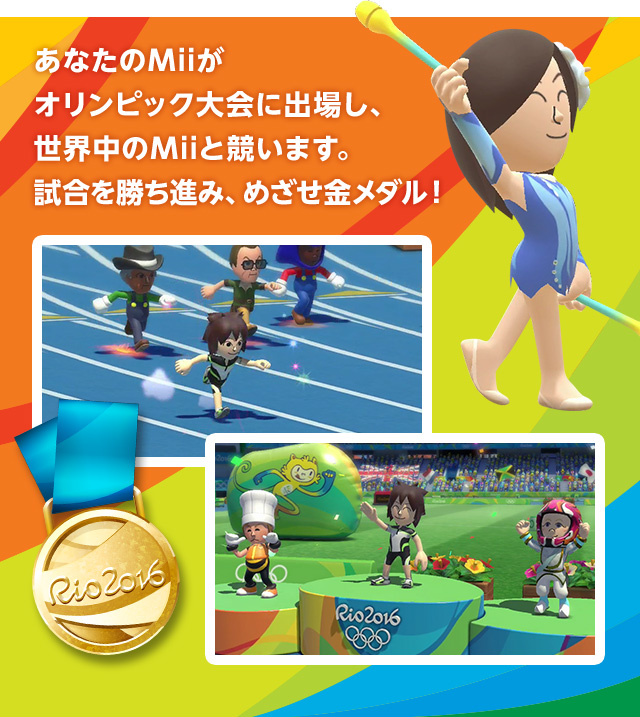 あなたのMiiが
オリンピック大会に出場し、
世界中のMiiと競います。
試合を勝ち進み、めざせ金メダル！
Rio2016
Rio2016